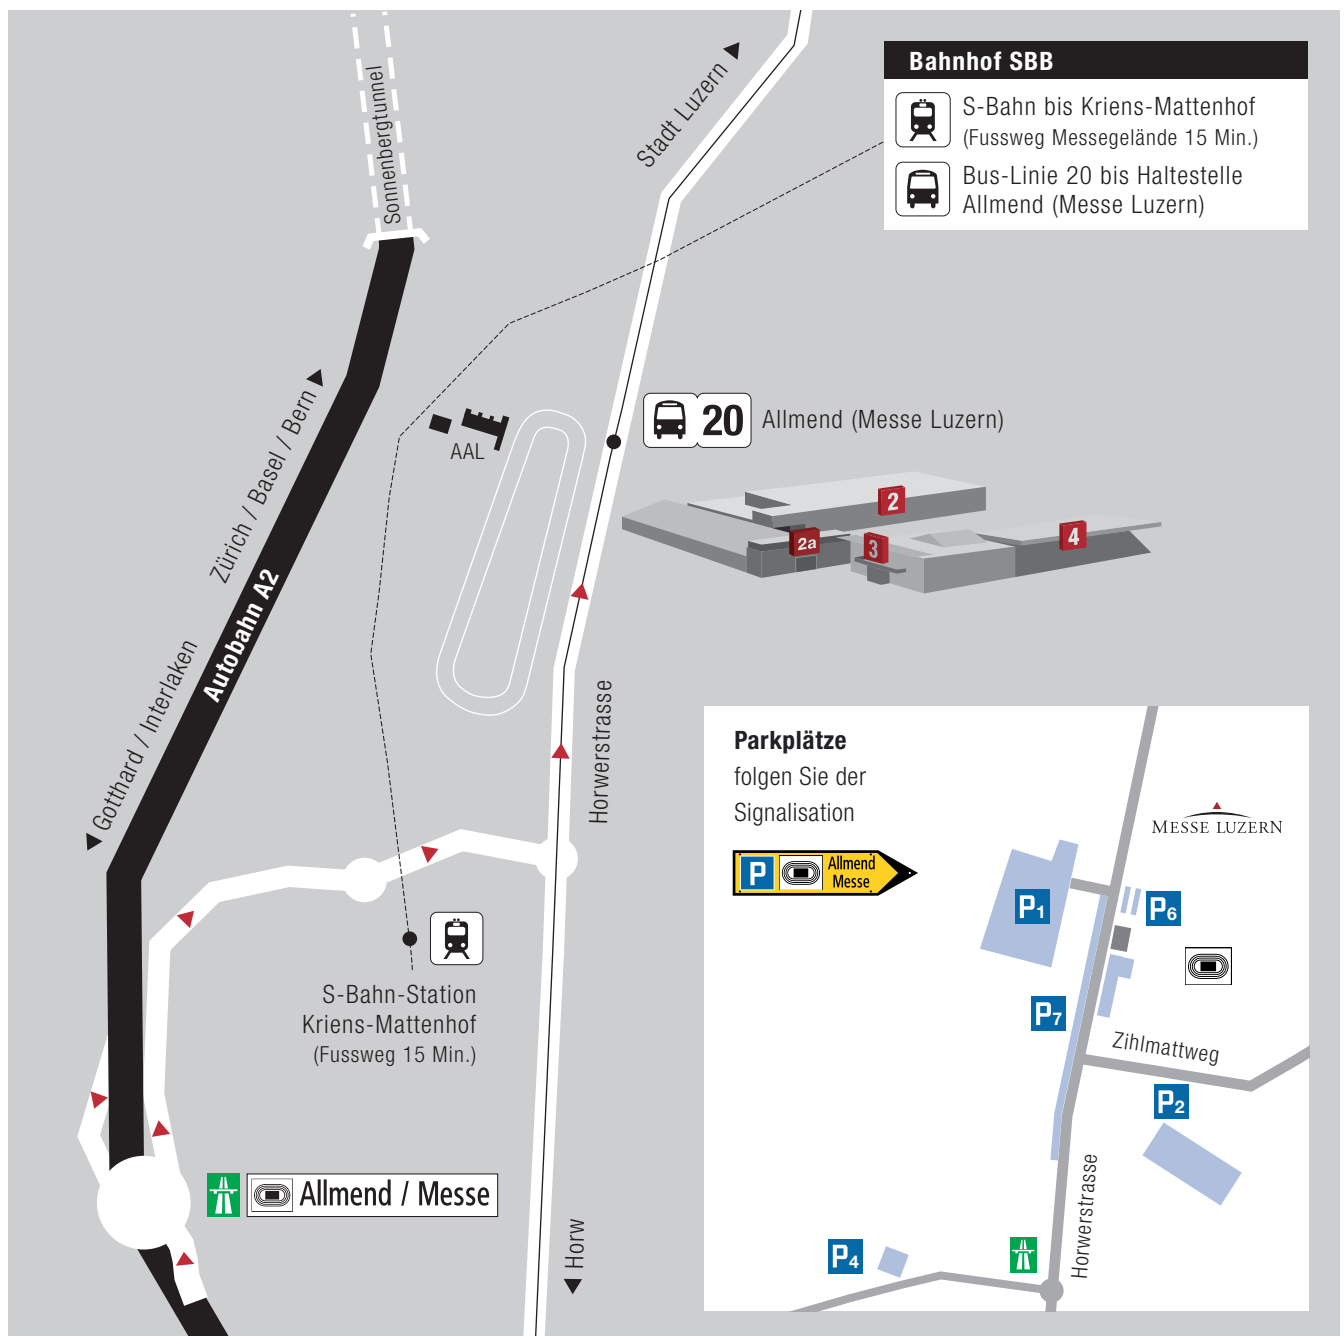 Bahnhof SBB
S-Bahn bis Kriens-Mattenhof
(Fussweg Messegelände 15 Min.)
Bus-Linie 20 bis Haltestelle
Allmend (Messe Luzern)
Sonnenbergtunnel
Stadt Luzern
Zürich / Basel / Bern
AAL
20 Allmend (Messe Luzern)
2
2a
3
4
Autobahn A2
Gotthard / Interlaken
Horwerstrasse
S-Bahn-Station
Kriens-Mattenhof
(Fussweg 15 Min.)
Allmend / Messe
Horw
Parkplätze
folgen Sie der
Signalisation
P Allmend
Messe
MESSE LUZERN
P1
P6
P7
Zihlmattweg
P2
Horwerstrasse
P4